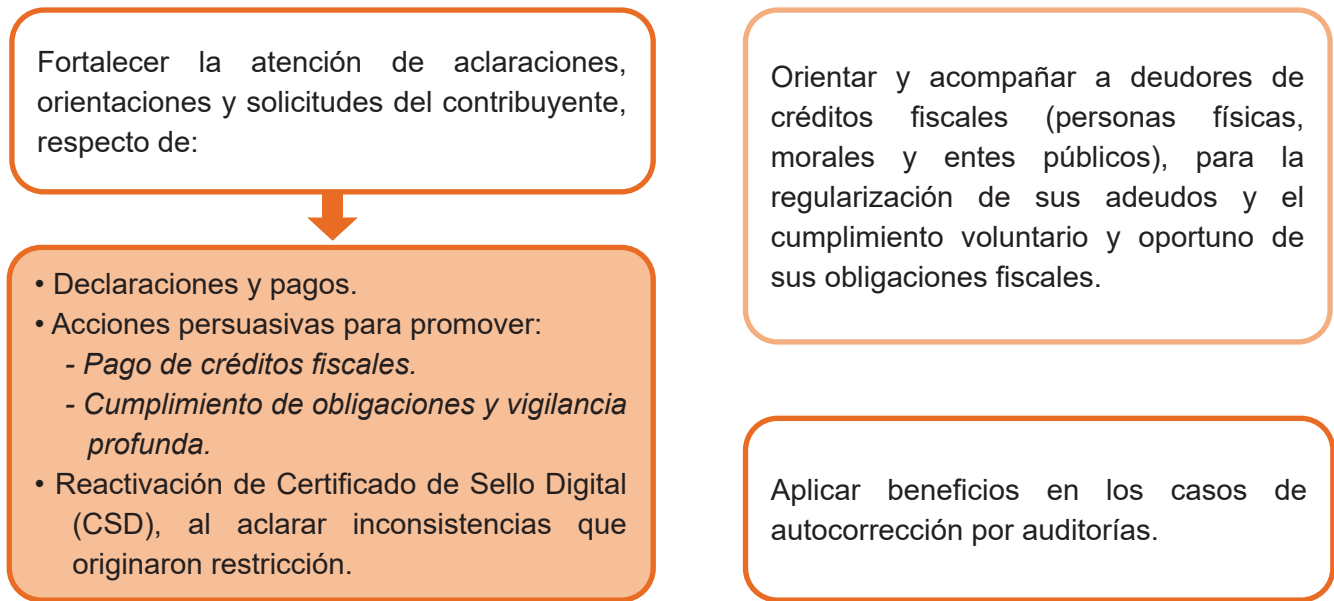 Fortalecer la atención de aclaraciones,
orientaciones y solicitudes del contribuyente,
respecto de:
• Declaraciones y pagos.
• Acciones persuasivas para promover:
- Pago de créditos fiscales.
- Cumplimiento de obligaciones y vigilancia
profunda.
• Reactivación de Certificado de Sello Digital
(CSD), al aclarar inconsistencias que
originaron restricción.
Orientar y acompañar a deudores de
créditos fiscales (personas físicas,
morales y entes públicos), para la
regularización de sus adeudos y el
cumplimiento voluntario y oportuno de
sus obligaciones fiscales.
Aplicar beneficios en los casos de
autocorrección por auditorías.